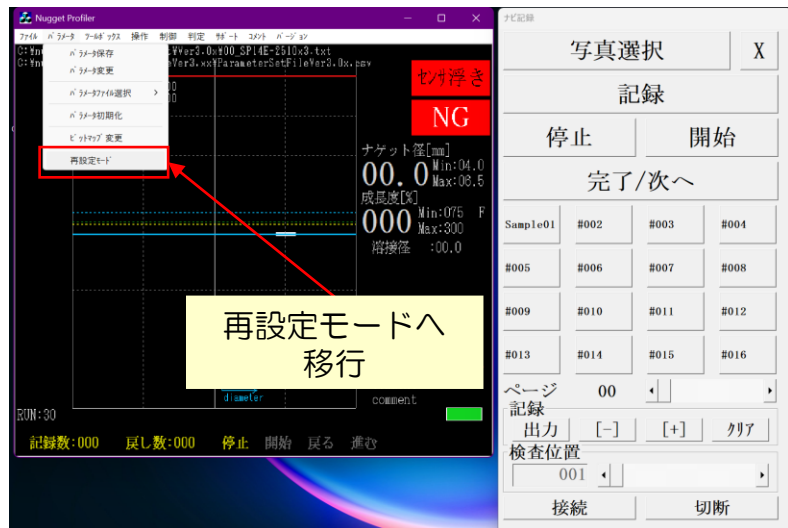 Nugget Profiler
ファイル パラメータ ツールボックス 操作 制御 判定 サポート コメント バージョン
パラメータ保存
パラメータ変更
パラメータファイル選択 >
パラメータ初期化
ビットマップ 変更
再設定モード
センサ浮き
NG
ナゲット径[mm]
00.0 Min:04.0
Max:08.5
成長度[%]
000 Min:075 F
Max:300
溶接径 :00.0
再設定モードへ
移行
diameter
comment
RUN:30
記録数:000 戻し数:000 停止 開始 戻る 進む
ナビ記録
写真選択 X
記録
停止 開始
完了/次へ
Sample01 #002 #003 #004
#005 #006 #007 #008
#009 #010 #011 #012
#013 #014 #015 #016
ページ 00
記録
出力 [-] [+] クリア
検査位置
001
接続 切断